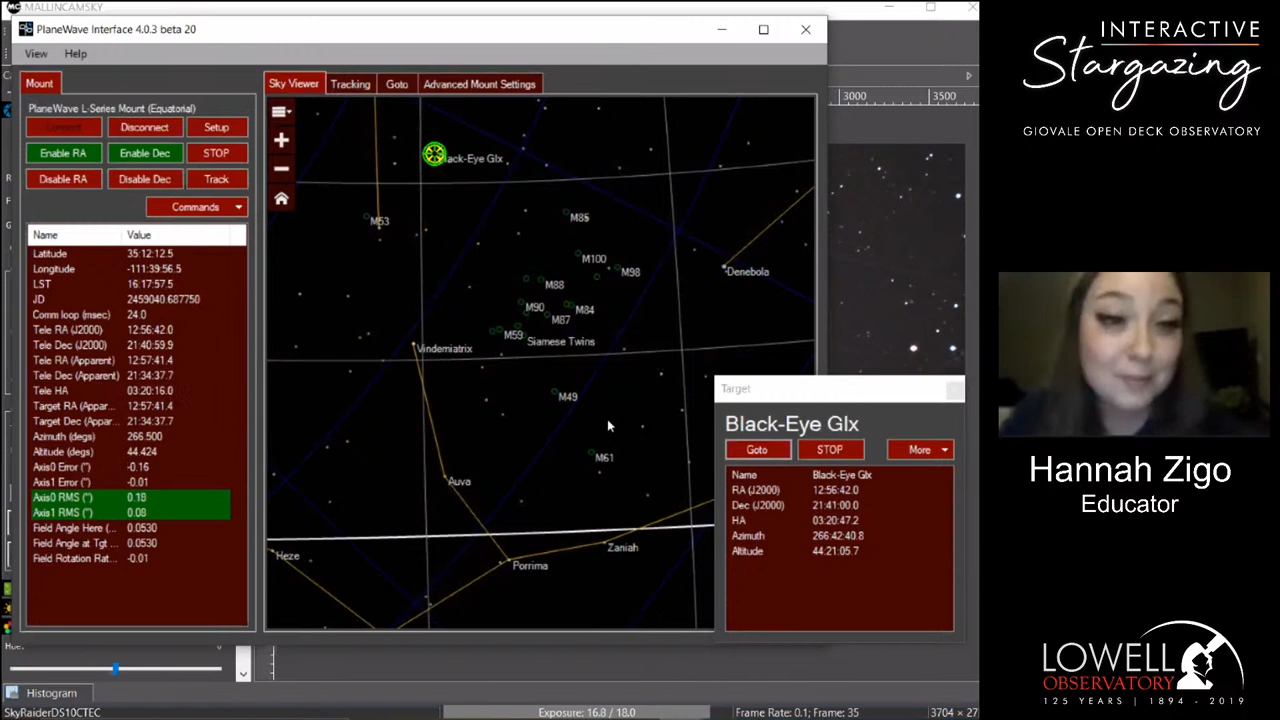 MALLINCAMSKY
PlaneWave Interface 4.0.3 beta 20
View Help
Mount
PlaneWave L-Series Mount (Equatorial)
Connect Disconnect Setup
Enable RA Enable Dec STOP
Disable RA Disable Dec Track
Commands
Name Value
Latitude 35:12:12.5
Longitude -111:39:56.5
LST 16:17:57.5
JD 2459040.687750
Comm loop (msec) 24.0
Tele RA (J2000) 12:56:42.0
Tele Dec (J2000) 21:40:59.9
Tele RA (Apparent) 12:57:41.4
Tele Dec (Apparent) 21:34:37.7
Tele HA 03:20:16.0
Target RA (Appar... 12:57:41.4
Target Dec (Appar... 21:34:37.7
Azimuth (degs) 266.500
Altitude (degs) 44.424
Axis0 Error (") -0.16
Axis1 Error (") -0.01
Axis0 RMS (") 0.18
Axis1 RMS (") 0.08
Field Angle Here (... 0.0530
Field Angle at Tgt ... 0.0530
Field Rotation Rat... -0.01
Sky Viewer Tracking Goto Advanced Mount Settings
Black-Eye Glx
M53
M85
M100
M98
Denebola
M88
M90
M84
M87
M59
Siamese Twins
Vindemiatrix
M49
M61
Auva
Heze
Zaniah
Porrima
3000 3500
Target
Black-Eye Glx
Goto STOP More
Name Black-Eye Glx
RA (J2000) 12:56:42.0
Dec (J2000) 21:41:00.0
HA 03:20:47.2
Azimuth 266:42:40.8
Altitude 44:21:05.7
Hue: 0
Histogram
SkyRaiderDS10CTEC
Exposure: 16.8 / 18.0
Frame Rate: 0.1; Frame: 35
3704 × 27
INTERACTIVE
Stargazing
GIOVALE OPEN DECK OBSERVATORY
Hannah Zigo
Educator
LOWELL
OBSERVATORY
125 YEARS | 1894 - 2019